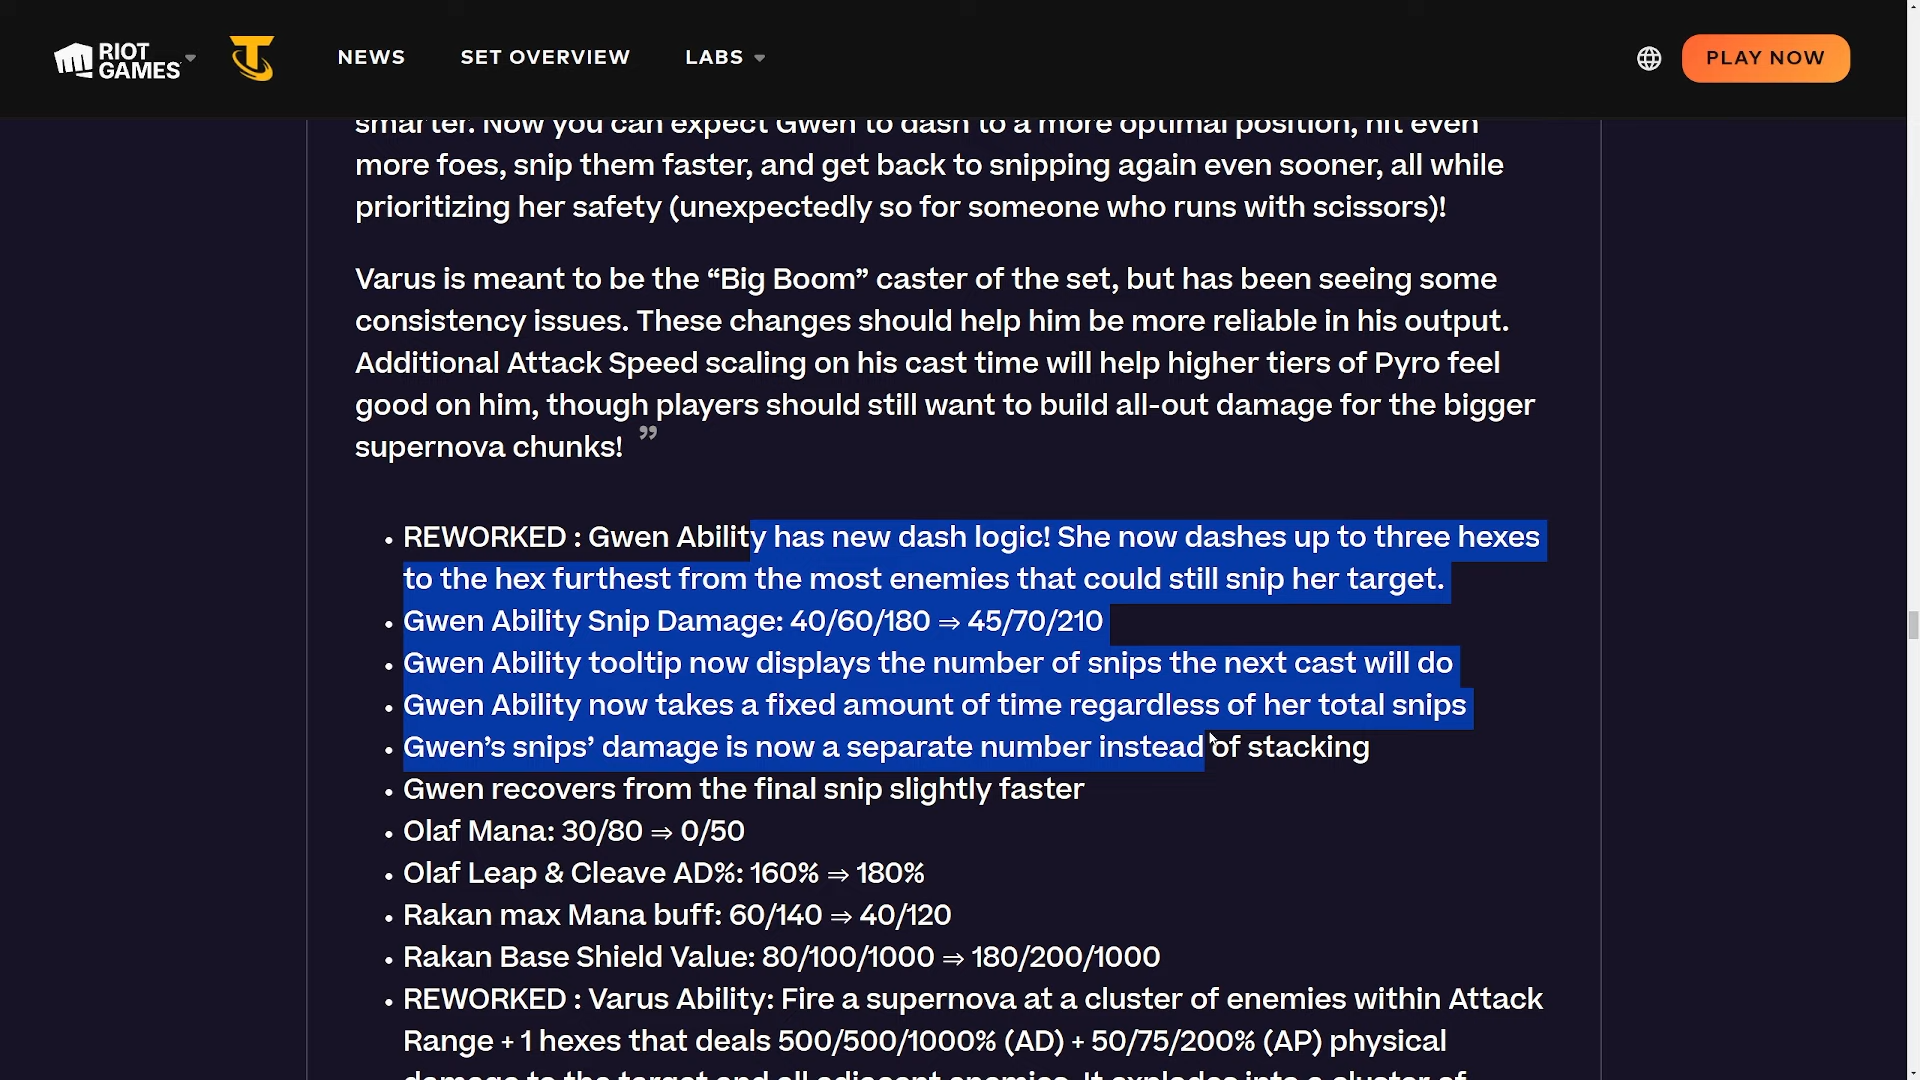 RIOT GAMES
NEWS
SET OVERVIEW
LABS
PLAY NOW
smarter. Now you can expect Gwen to dash to a more optimal position, hit even
more foes, snip them faster, and get back to snipping again even sooner, all while
prioritizing her safety (unexpectedly so for someone who runs with scissors)!
Varus is meant to be the “Big Boom” caster of the set, but has been seeing some
consistency issues. These changes should help him be more reliable in his output.
Additional Attack Speed scaling on his cast time will help higher tiers of Pyro feel
good on him, though players should still want to build all-out damage for the bigger
supernova chunks! ”
• REWORKED : Gwen Ability has new dash logic! She now dashes up to three hexes
to the hex furthest from the most enemies that could still snip her target.
• Gwen Ability Snip Damage: 40/60/180 ⇒ 45/70/210
• Gwen Ability tooltip now displays the number of snips the next cast will do
• Gwen Ability now takes a fixed amount of time regardless of her total snips
• Gwen’s snips’ damage is now a separate number instead of stacking
• Gwen recovers from the final snip slightly faster
• Olaf Mana: 30/80 ⇒ 0/50
• Olaf Leap & Cleave AD%: 160% ⇒ 180%
• Rakan max Mana buff: 60/140 ⇒ 40/120
• Rakan Base Shield Value: 80/100/1000 ⇒ 180/200/1000
• REWORKED : Varus Ability: Fire a supernova at a cluster of enemies within Attack
Range + 1 hexes that deals 500/500/1000% (AD) + 50/75/200% (AP) physical
damage to the target and all adjacent enemies. It explodes into a cluster of